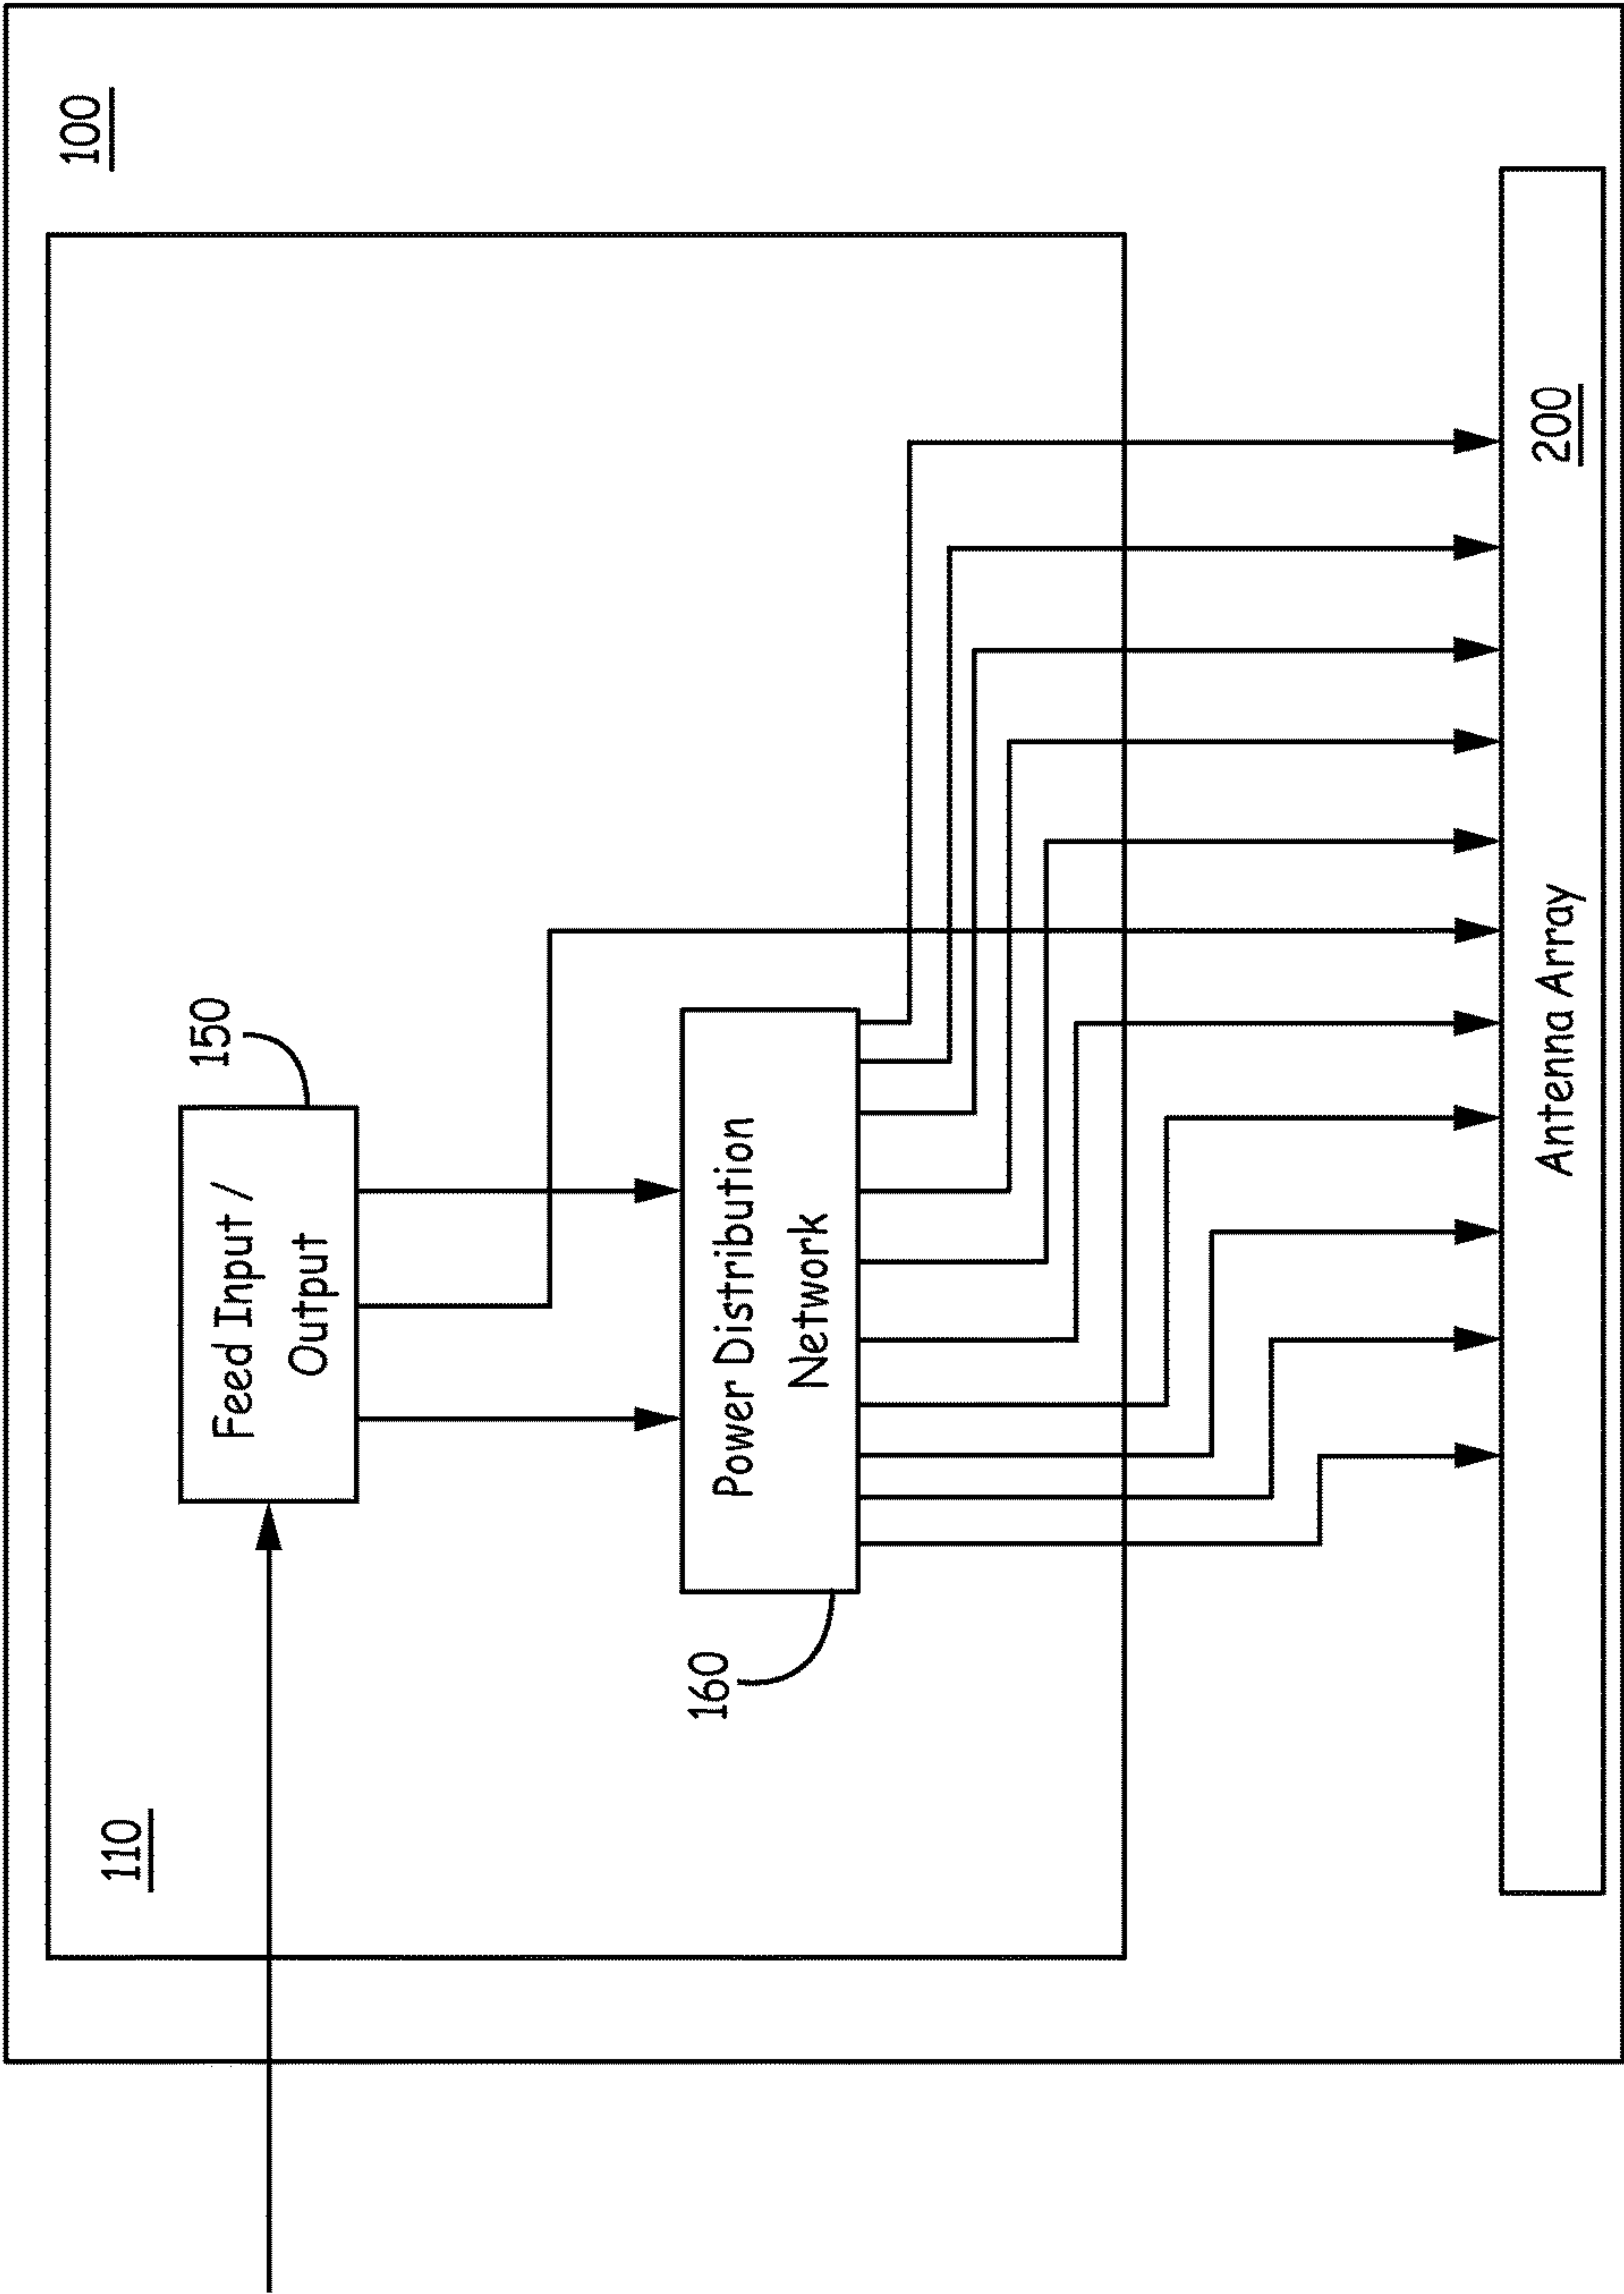 110
100
150
Feed Input /
Output
160
Power Distribution
Network
Antenna Array
200